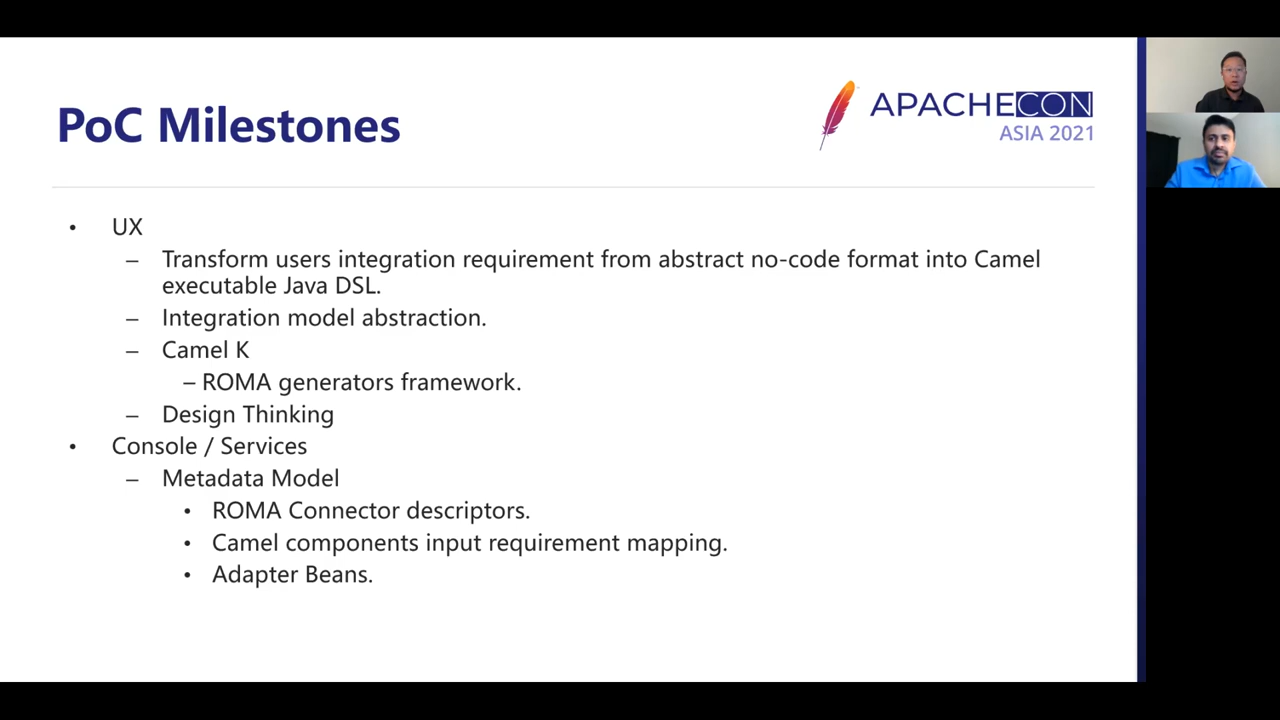 PoC Milestones
APACHECON
ASIA 2021
• UX
– Transform users integration requirement from abstract no-code format into Camel
executable Java DSL.
– Integration model abstraction.
– Camel K
– ROMA generators framework.
– Design Thinking
• Console / Services
– Metadata Model
• ROMA Connector descriptors.
• Camel components input requirement mapping.
• Adapter Beans.